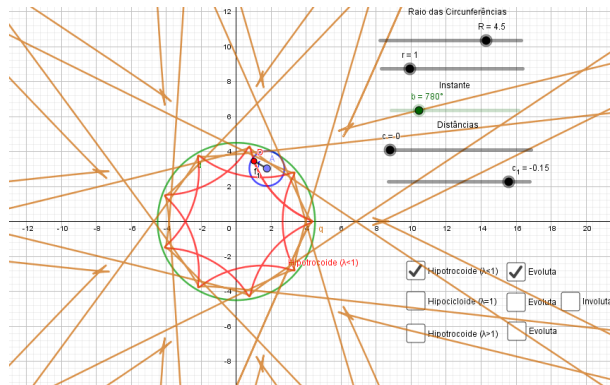 Raio das Circunferências
R = 4.5
r = 1
Instante
b = 780°
Distâncias
c = 0
c₁ = -0.15
12
10
8
6
4
2
-2
-4
-6
-8
-12 -10 -8 -6 -4 -2 0 2 4 6 8 10 12 14 16 18 20
A
q
Hipotrocoide (λ<1)
Hipotrocoide (λ<1) Evoluta
Hipocicloide (λ=1) Evoluta Involuta
Hipotrocoide (λ>1) Evoluta